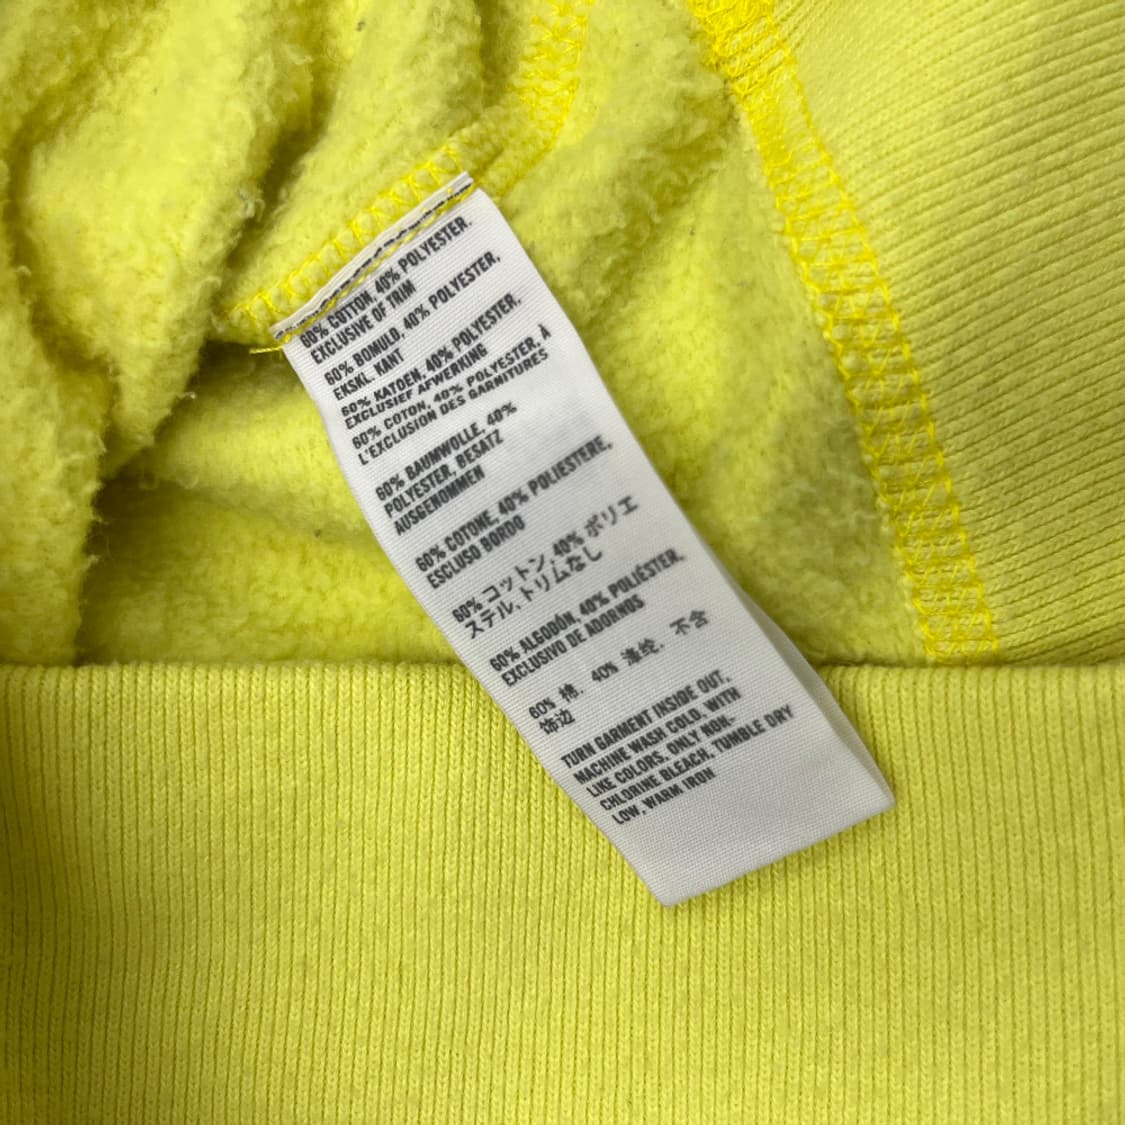 60% COTTON, 40% POLYESTER.
EXCLUSIVE OF TRIM
60% BOMULD, 40% POLYESTER,
EKSKL. KANT
60% KATOEN, 40% POLYESTER.
EXCLUSIEF AFWERKING
60% COTON, 40% POLYESTER, À
L'EXCLUSION DES GARNITURES
60% BAUMWOLLE, 40%
POLYESTER, BESATZ
AUSGENOMMEN
60% COTONE, 40% POLIESTERE,
ESCLUSO BORDO
60% コットン, 40% ポリエ
ステル, トリムなし
60% ALGODÓN, 40% POLIÉSTER,
EXCLUSIVO DE ADORNOS
60% 棉, 40% 涤纶, 不含
饰边
TURN GARMENT INSIDE OUT,
MACHINE WASH COLD, WITH
LIKE COLORS, ONLY NON-
CHLORINE BLEACH, TUMBLE DRY
LOW, WARM IRON